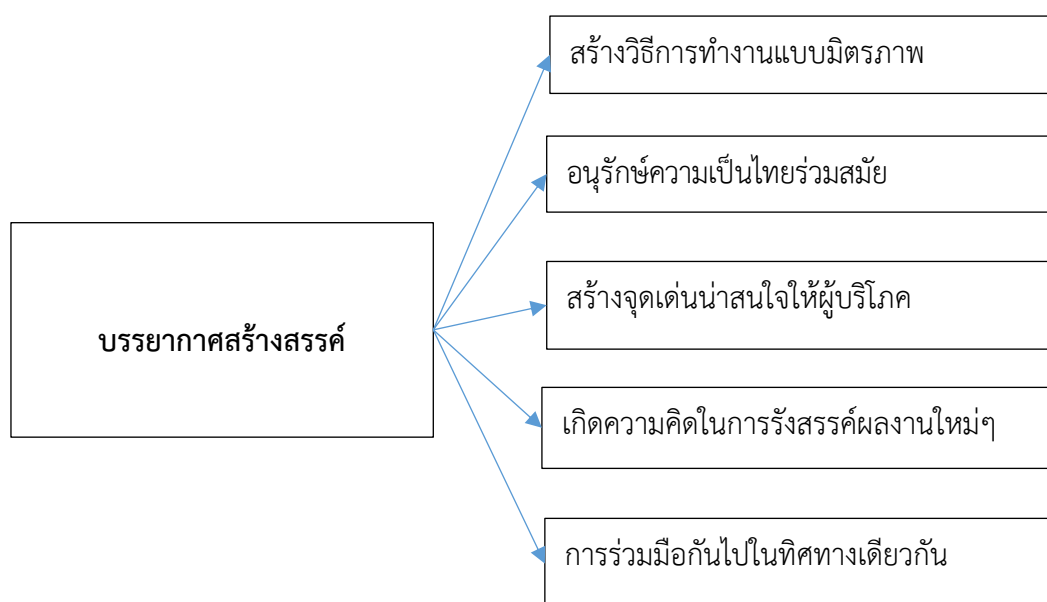 สร้างวิธีการทำงานแบบมิตรภาพ
อนุรักษ์ความเป็นไทยร่วมสมัย
สร้างจุดเด่นน่าสนใจให้ผู้บริโภค
บรรยากาศสร้างสรรค์
เกิดความคิดในการรังสรรค์ผลงานใหม่ๆ
การร่วมมือกันไปในทิศทางเดียวกัน